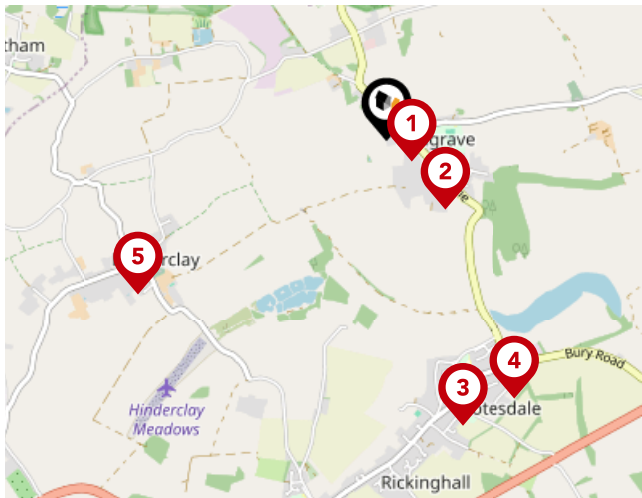 tham
1
grave
2
5
rclay
Bury Road
4
3
otesdale
Hinderclay
Meadows
Rickinghall